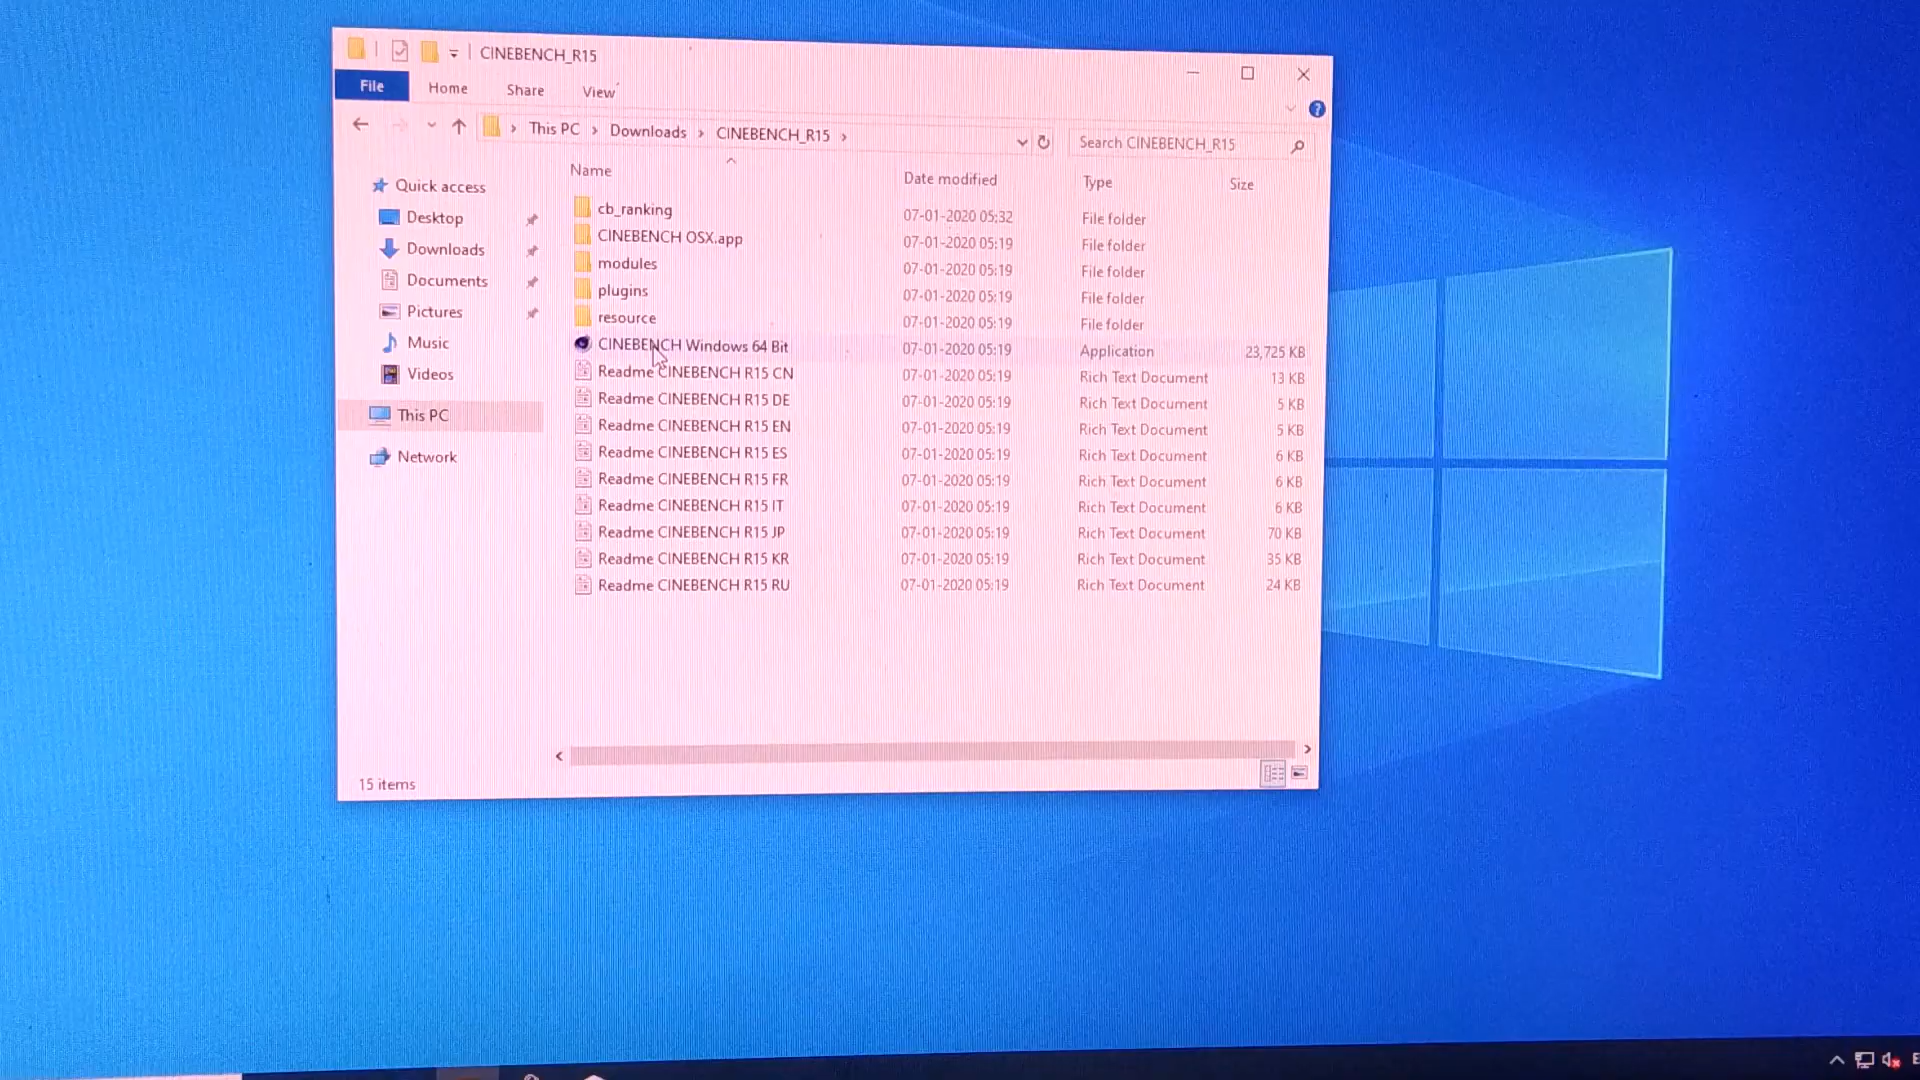 CINEBENCH_R15
File Home Share View
This PC > Downloads > CINEBENCH_R15 >
Search CINEBENCH_R15
Name Date modified Type Size
Quick access
Desktop
Downloads
Documents
Pictures
Music
Videos
This PC
Network
cb_ranking 07-01-2020 05:32 File folder
CINEBENCH OSX.app 07-01-2020 05:19 File folder
modules 07-01-2020 05:19 File folder
plugins 07-01-2020 05:19 File folder
resource 07-01-2020 05:19 File folder
CINEBENCH Windows 64 Bit 07-01-2020 05:19 Application 23,725 KB
Readme CINEBENCH R15 CN 07-01-2020 05:19 Rich Text Document 13 KB
Readme CINEBENCH R15 DE 07-01-2020 05:19 Rich Text Document 5 KB
Readme CINEBENCH R15 EN 07-01-2020 05:19 Rich Text Document 5 KB
Readme CINEBENCH R15 ES 07-01-2020 05:19 Rich Text Document 6 KB
Readme CINEBENCH R15 FR 07-01-2020 05:19 Rich Text Document 6 KB
Readme CINEBENCH R15 IT 07-01-2020 05:19 Rich Text Document 6 KB
Readme CINEBENCH R15 JP 07-01-2020 05:19 Rich Text Document 70 KB
Readme CINEBENCH R15 KR 07-01-2020 05:19 Rich Text Document 35 KB
Readme CINEBENCH R15 RU 07-01-2020 05:19 Rich Text Document 24 KB
15 items